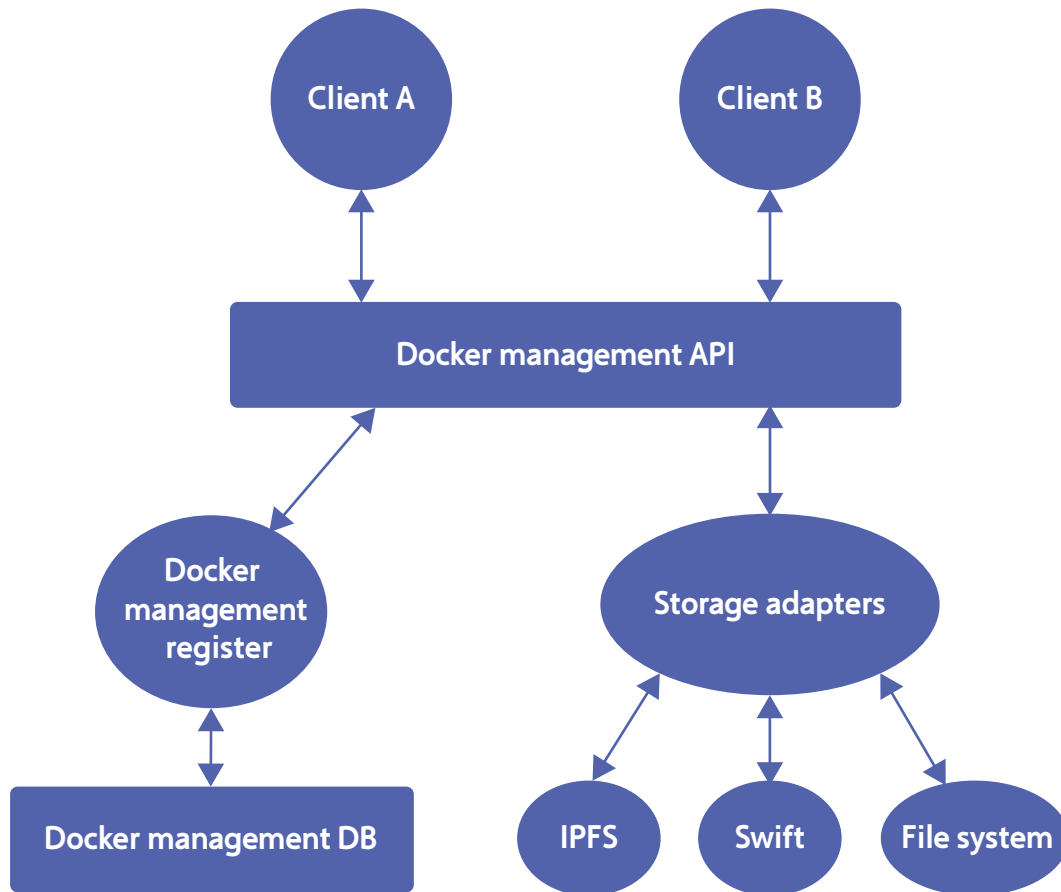 Client A
Client B
Docker management API
Docker
management
register
Storage adapters
Docker management DB
IPFS
Swift
File system